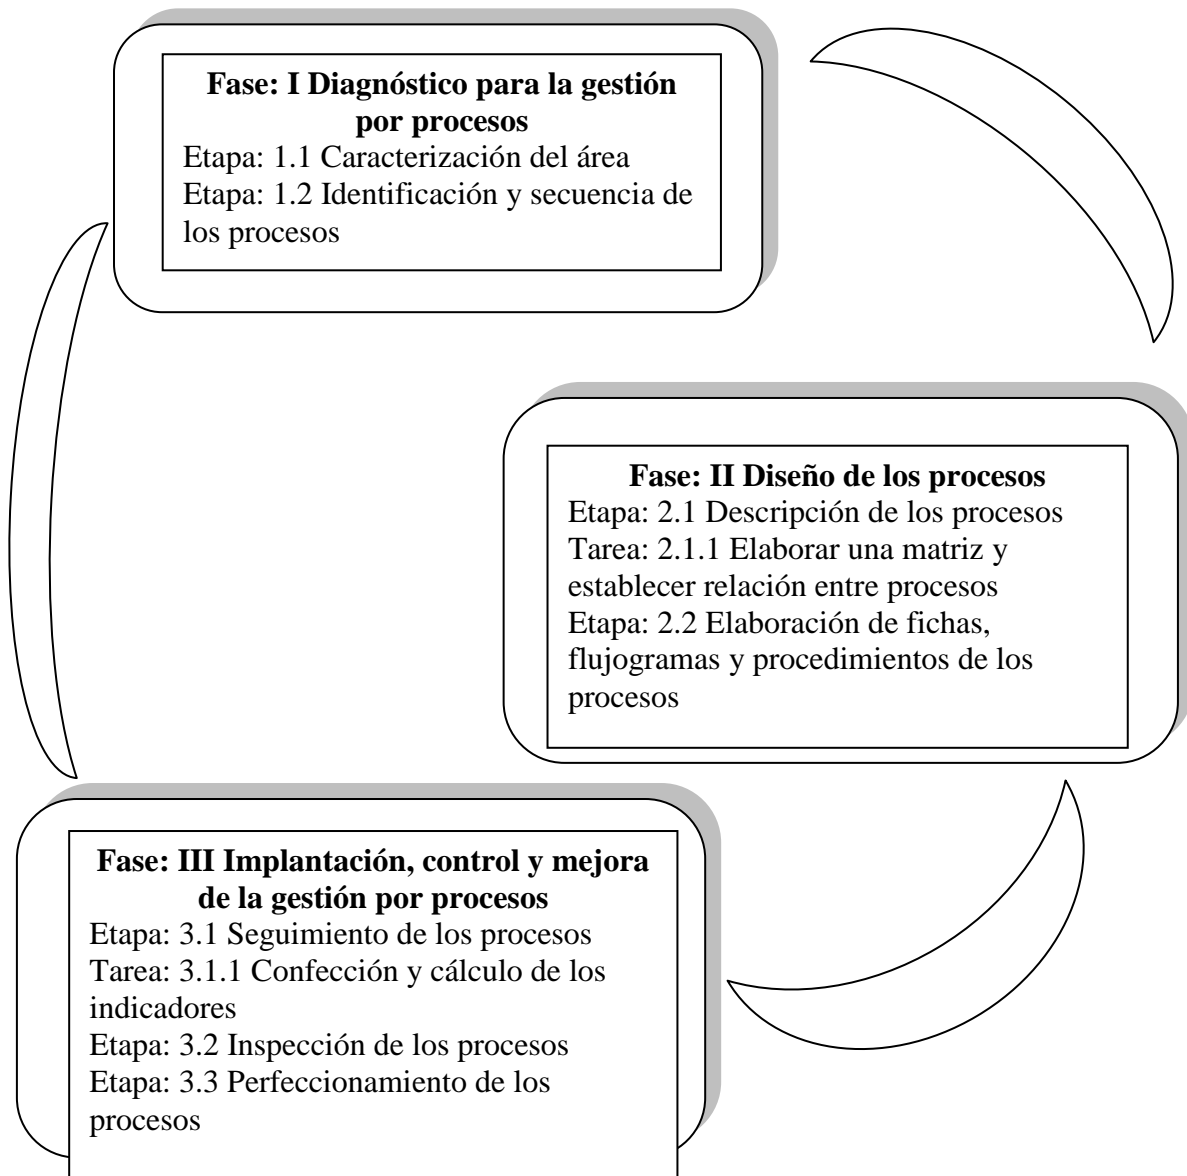 Fase: I Diagnóstico para la gestión
por procesos
Etapa: 1.1 Caracterización del área
Etapa: 1.2 Identificación y secuencia de
los procesos
Fase: II Diseño de los procesos
Etapa: 2.1 Descripción de los procesos
Tarea: 2.1.1 Elaborar una matriz y
establecer relación entre procesos
Etapa: 2.2 Elaboración de fichas,
flujogramas y procedimientos de los
procesos
Fase: III Implantación, control y mejora
de la gestión por procesos
Etapa: 3.1 Seguimiento de los procesos
Tarea: 3.1.1 Confección y cálculo de los
indicadores
Etapa: 3.2 Inspección de los procesos
Etapa: 3.3 Perfeccionamiento de los
procesos